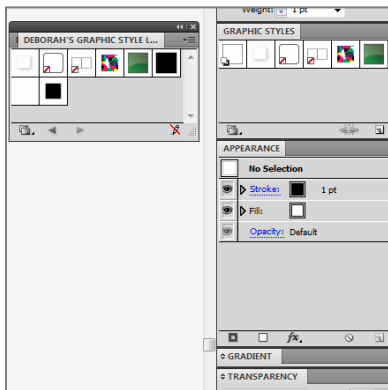 Weight: 1 pt
DEBORAH'S GRAPHIC STYLE L...
GRAPHIC STYLES
APPEARANCE
No Selection
Stroke: 1 pt
Fill:
Opacity: Default
fx
GRADIENT
TRANSPARENCY